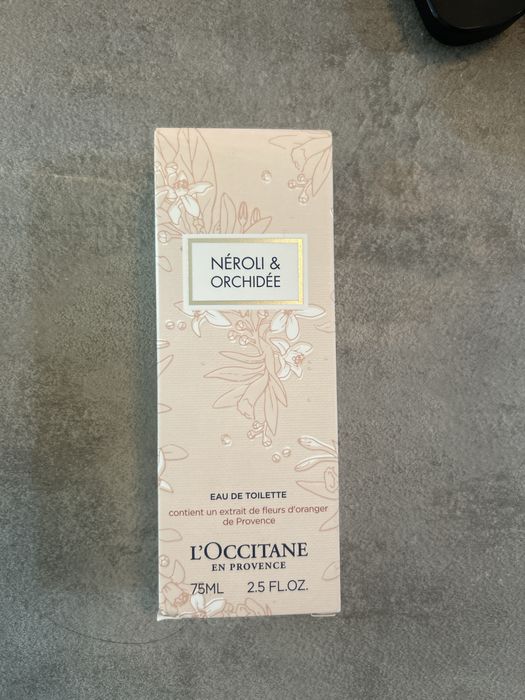 NÉROLI &
ORCHIDÉE
EAU DE TOILETTE
contient un extrait de fleurs d'oranger
de Provence
L'OCCITANE
EN PROVENCE
75ML 2.5 FL.OZ.